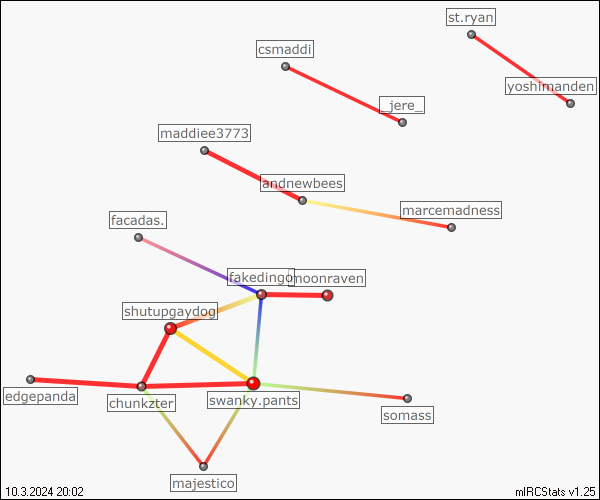 st.ryan
csmaddi
yoshimanden
_jere_
maddiee3773
andnewbees
marcemadness
facadas.
fakedingo
moonraven
shutupgaydog
edgepanda
chunkzter
swanky.pants
somass
majestico
10.3.2024 20:02
mIRCStats v1.25